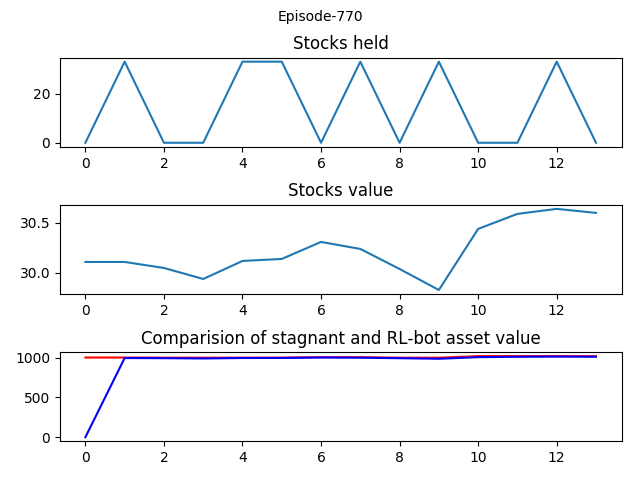 Episode-770
Stocks held
20
0
0 2 4 6 8 10 12
Stocks value
30.5
30.0
0 2 4 6 8 10 12
Comparision of stagnant and RL-bot asset value
1000
500
0
0 2 4 6 8 10 12